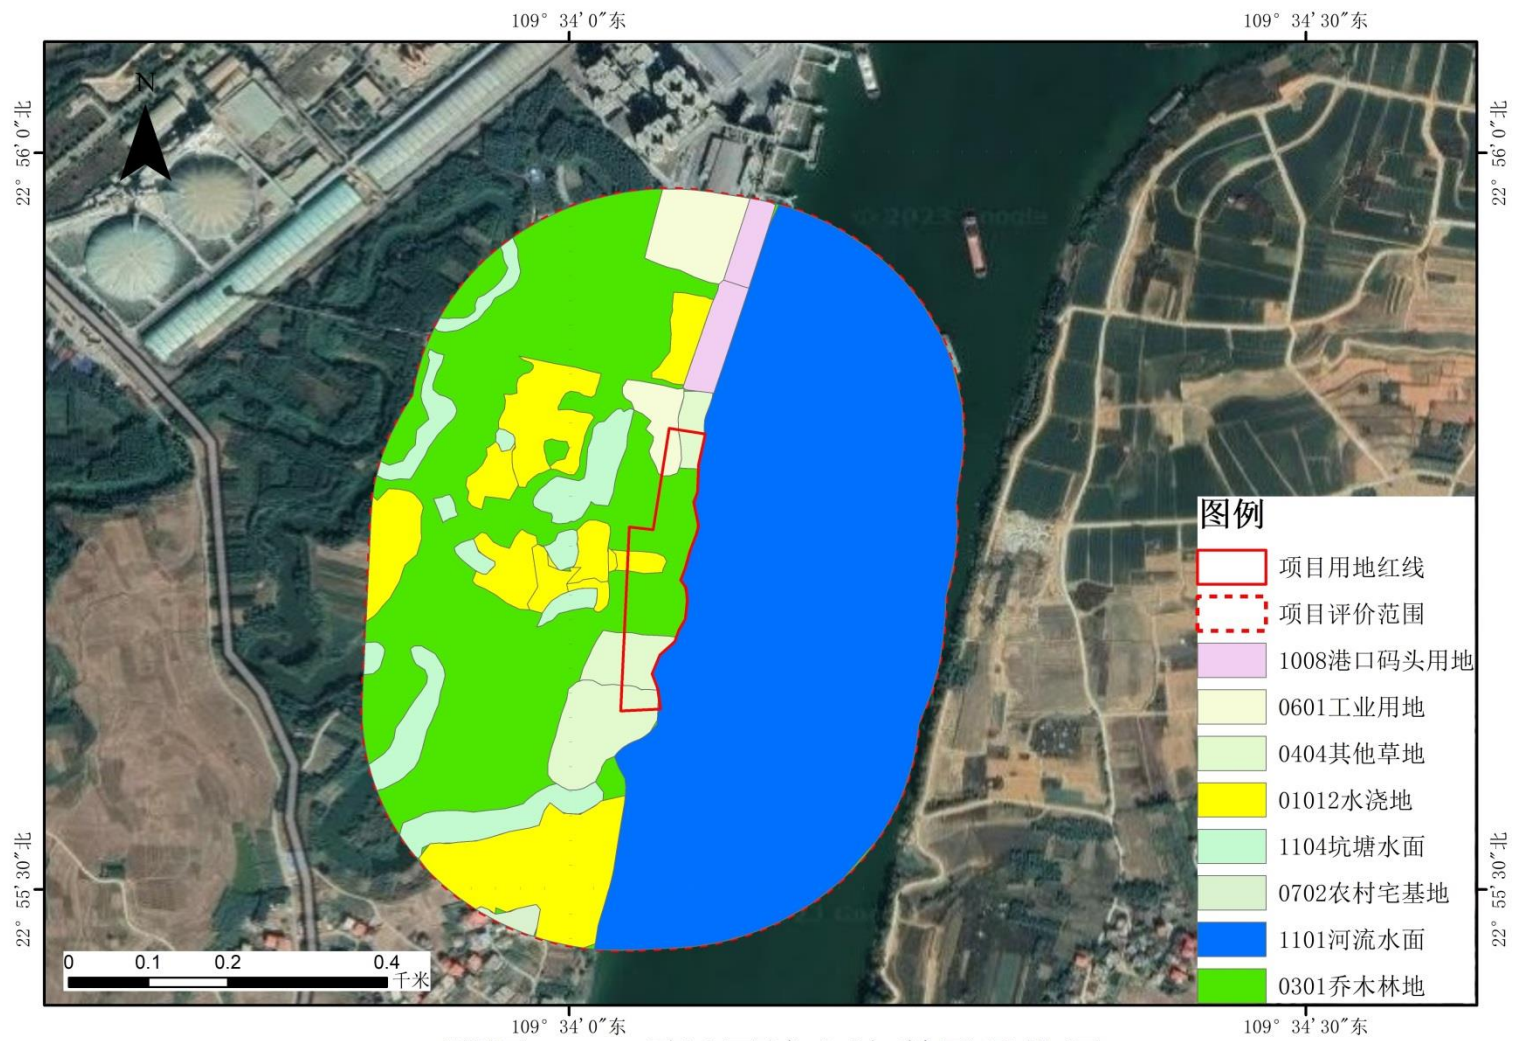 109° 34′0″东
109° 34′30″东
22° 56′0″北
22° 56′0″北
N
© 2023 Google
图例
项目用地红线
项目评价范围
1008港口码头用地
0601工业用地
0404其他草地
01012水浇地
1104坑塘水面
0702农村宅基地
1101河流水面
0301乔木林地
22° 55′30″北
22° 55′30″北
0 0.1 0.2 0.4
千米
109° 34′0″东
109° 34′30″东